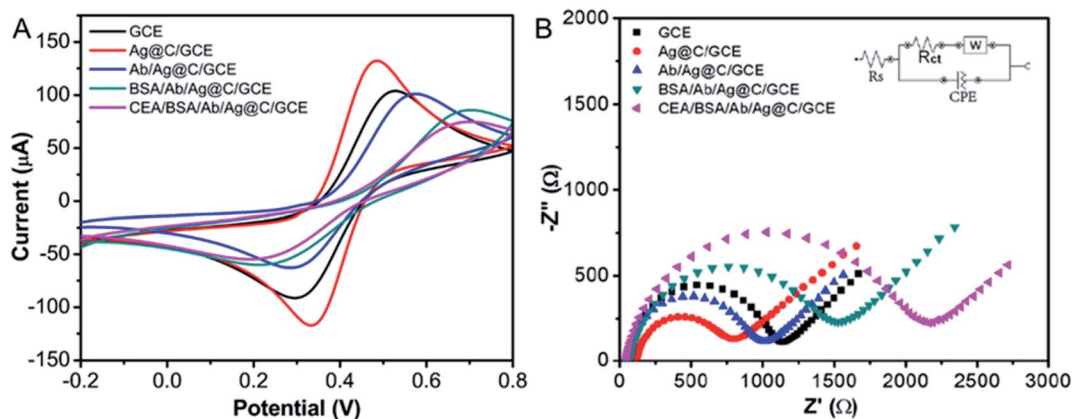 A
GCE
Ag@C/GCE
Ab/Ag@C/GCE
BSA/Ab/Ag@C/GCE
CEA/BSA/Ab/Ag@C/GCE
150
100
50
0
-50
-100
-150
Current (µA)
-0.2 0.0 0.2 0.4 0.6 0.8
Potential (V)
B
GCE
Ag@C/GCE
Ab/Ag@C/GCE
BSA/Ab/Ag@C/GCE
CEA/BSA/Ab/Ag@C/GCE
Rs
Rct
W
CPE
-2000
1500
1000
500
0
-Z'' (Ω)
0 500 1000 1500 2000 2500 3000
Z' (Ω)